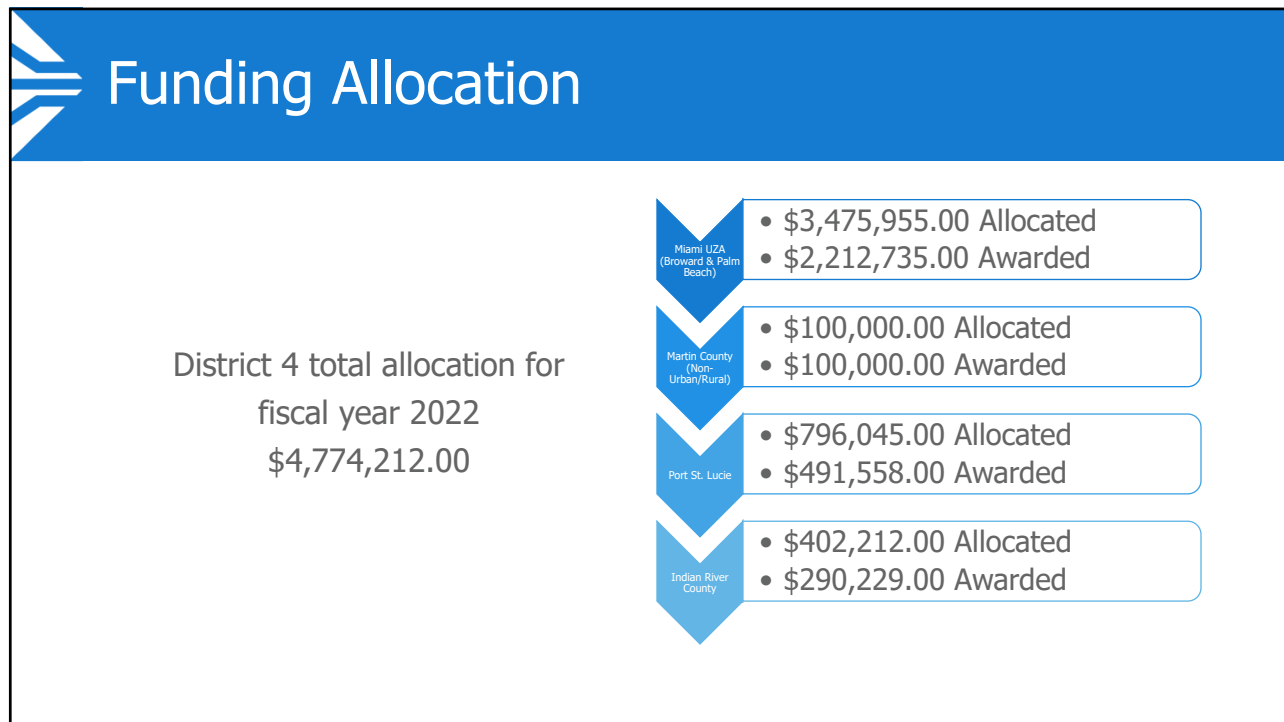 Funding Allocation
District 4 total allocation for
fiscal year 2022
$4,774,212.00
Miami UZA
(Broward & Palm
Beach)
• $3,475,955.00 Allocated
• $2,212,735.00 Awarded
Martin County
(Non-
Urban/Rural)
• $100,000.00 Allocated
• $100,000.00 Awarded
Port St. Lucie
• $796,045.00 Allocated
• $491,558.00 Awarded
Indian River
County
• $402,212.00 Allocated
• $290,229.00 Awarded